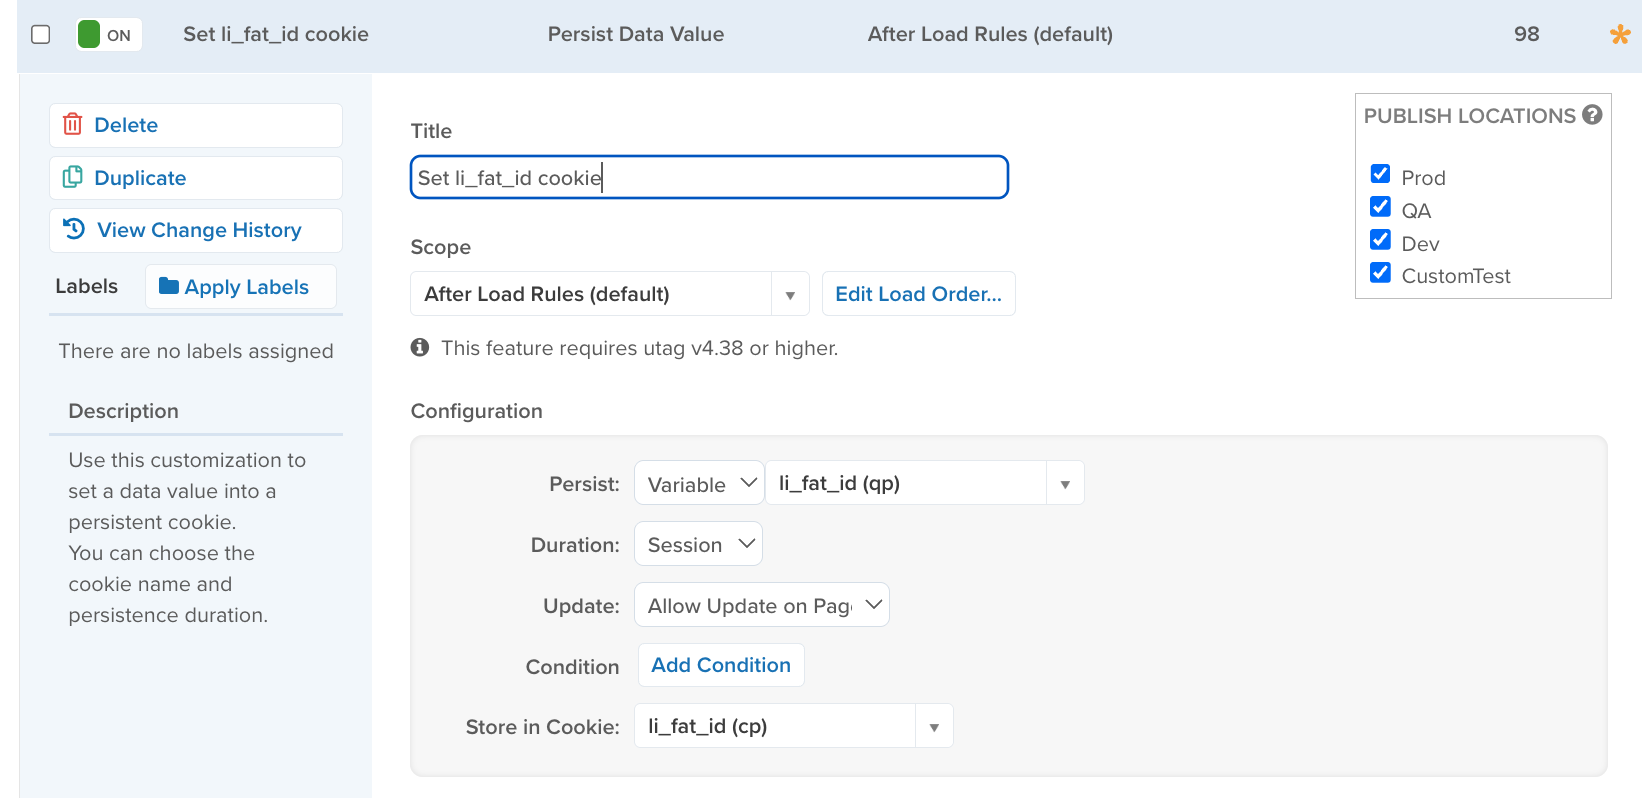 ON Set li_fat_id cookie Persist Data Value After Load Rules (default) 98
Delete
Duplicate
View Change History
Labels Apply Labels
There are no labels assigned
Description
Use this customization to
set a data value into a
persistent cookie.
You can choose the
cookie name and
persistence duration.
Title
Set li_fat_id cookie
Scope
After Load Rules (default) Edit Load Order...
This feature requires utag v4.38 or higher.
Configuration
Persist: Variable li_fat_id (qp)
Duration: Session
Update: Allow Update on Pag
Condition Add Condition
Store in Cookie: li_fat_id (cp)
PUBLISH LOCATIONS
Prod
QA
Dev
CustomTest